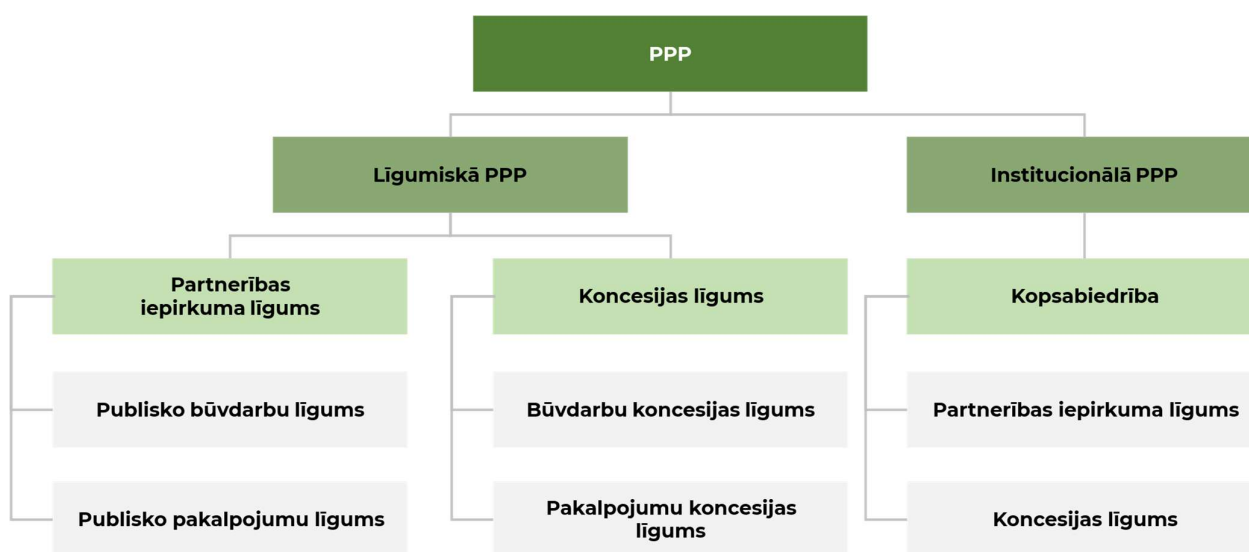 PPP
Līgumiskā PPP
Institucionālā PPP
Partnerības
iepirkuma līgums
Koncesijas līgums
Kopsabiedrība
Publisko būvdarbu līgums
Būvdarbu koncesijas līgums
Partnerības iepirkuma līgums
Publisko pakalpojumu līgums
Pakalpojumu koncesijas
līgums
Koncesijas līgums